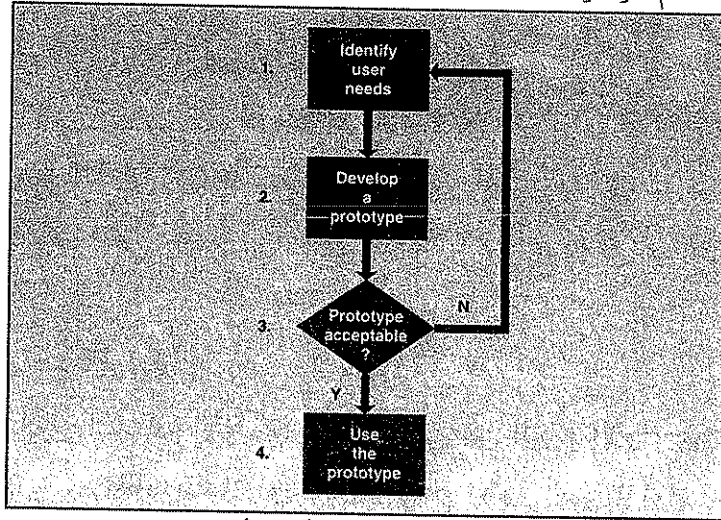 1.
Identify
user
needs
2.
Develop
a
prototype
3.
Prototype
acceptable
?
N
Y
4.
Use
the
prototype